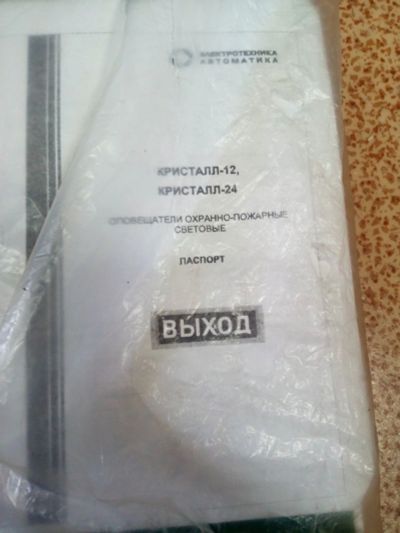 ЭЛЕКТРОТЕХНИКА
АВТОМАТИКА
КРИСТАЛЛ-12,
КРИСТАЛЛ-24
ОПОВЕЩАТЕЛИ ОХРАННО-ПОЖАРНЫЕ
СВЕТОВЫЕ
ПАСПОРТ
ВЫХОД